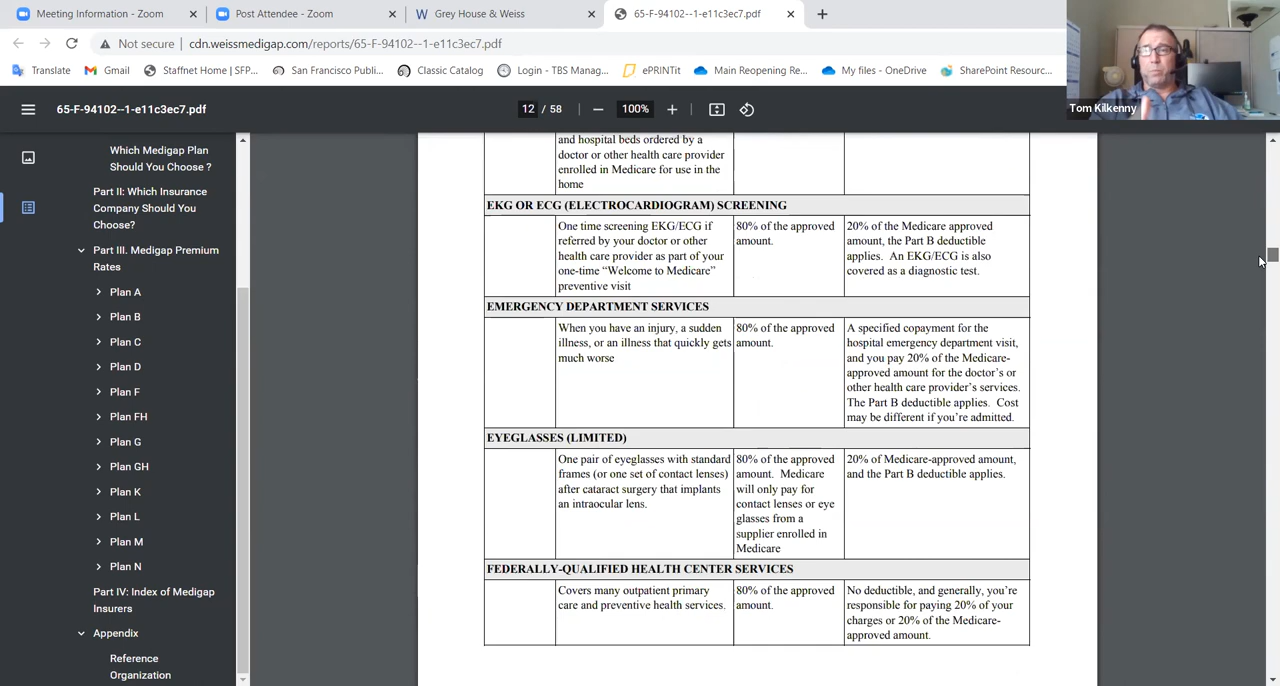 Meeting Information - Zoom
Post Attendee - Zoom
Grey House & Weiss
65-F-94102--1-e11c3ec7.pdf
Not secure | cdn.weissmedigap.com/reports/65-F-94102--1-e11c3ec7.pdf
Translate
Gmail
Staffnet Home | SFP...
San Francisco Publi...
Classic Catalog
Login - TBS Manag...
ePRINTit
Main Reopening Re...
My files - OneDrive
SharePoint Resourc...
Tom Kilkenny
65-F-94102--1-e11c3ec7.pdf
12 / 58
100%
Which Medigap Plan
Should You Choose ?
Part II: Which Insurance
Company Should You
Choose?
Part III. Medigap Premium
Rates
Plan A
Plan B
Plan C
Plan D
Plan F
Plan FH
Plan G
Plan GH
Plan K
Plan L
Plan M
Plan N
Part IV: Index of Medigap
Insurers
Appendix
Reference
Organization
and hospital beds ordered by a
doctor or other health care provider
enrolled in Medicare for use in the
home
EKG OR ECG (ELECTROCARDIOGRAM) SCREENING
One time screening EKG/ECG if
referred by your doctor or other
health care provider as part of your
one-time “Welcome to Medicare”
preventive visit
80% of the approved
amount.
20% of the Medicare approved
amount, the Part B deductible
applies. An EKG/ECG is also
covered as a diagnostic test.
EMERGENCY DEPARTMENT SERVICES
When you have an injury, a sudden
illness, or an illness that quickly gets
much worse
80% of the approved
amount.
A specified copayment for the
hospital emergency department visit,
and you pay 20% of the Medicare-
approved amount for the doctor’s or
other health care provider’s services.
The Part B deductible applies. Cost
may be different if you’re admitted.
EYEGLASSES (LIMITED)
One pair of eyeglasses with standard
frames (or one set of contact lenses)
after cataract surgery that implants
an intraocular lens.
80% of the approved
amount. Medicare
will only pay for
contact lenses or eye
glasses from a
supplier enrolled in
Medicare
20% of Medicare-approved amount,
and the Part B deductible applies.
FEDERALLY-QUALIFIED HEALTH CENTER SERVICES
Covers many outpatient primary
care and preventive health services.
80% of the approved
amount.
No deductible, and generally, you’re
responsible for paying 20% of your
charges or 20% of the Medicare-
approved amount.